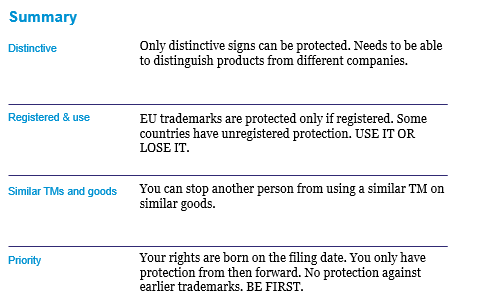 Summary
Distinctive
Only distinctive signs can be protected. Needs to be able
to distinguish products from different companies.
Registered & use
EU trademarks are protected only if registered. Some
countries have unregistered protection. USE IT OR
LOSE IT.
Similar TMs and goods
You can stop another person from using a similar TM on
similar goods.
Priority
Your rights are born on the filing date. You only have
protection from then forward. No protection against
earlier trademarks. BE FIRST.